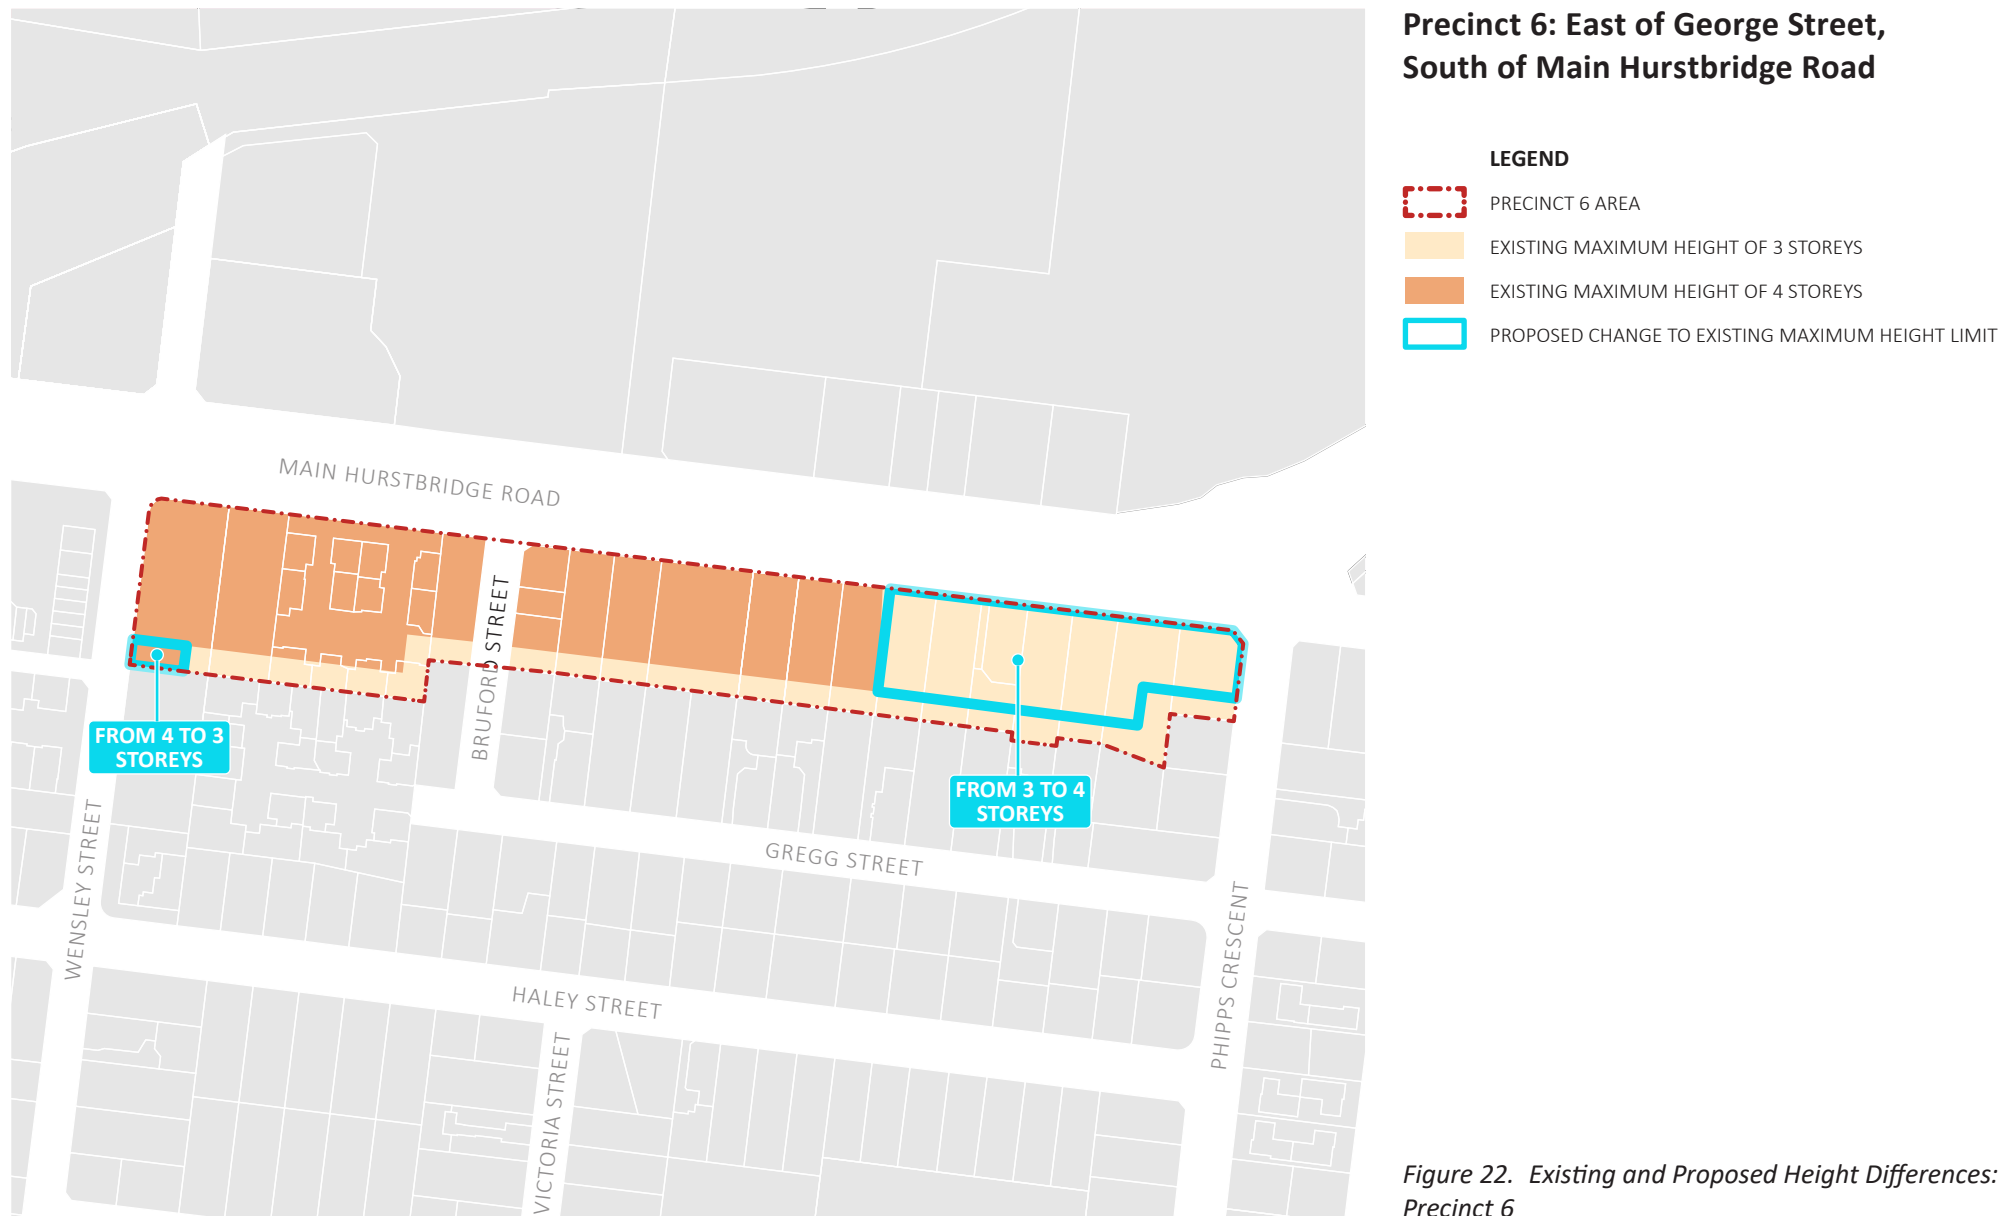 Precinct 6: East of George Street,
South of Main Hurstbridge Road
LEGEND
PRECINCT 6 AREA
EXISTING MAXIMUM HEIGHT OF 3 STOREYS
EXISTING MAXIMUM HEIGHT OF 4 STOREYS
PROPOSED CHANGE TO EXISTING MAXIMUM HEIGHT LIMIT
MAIN HURSTBRIDGE ROAD
BRUFORD STREET
FROM 4 TO 3
STOREYS
FROM 3 TO 4
STOREYS
WENSLEY STREET
GREGG STREET
PHIPPS CRESCENT
HALEY STREET
VICTORIA STREET
Figure 22. Existing and Proposed Height Differences:
Precinct 6